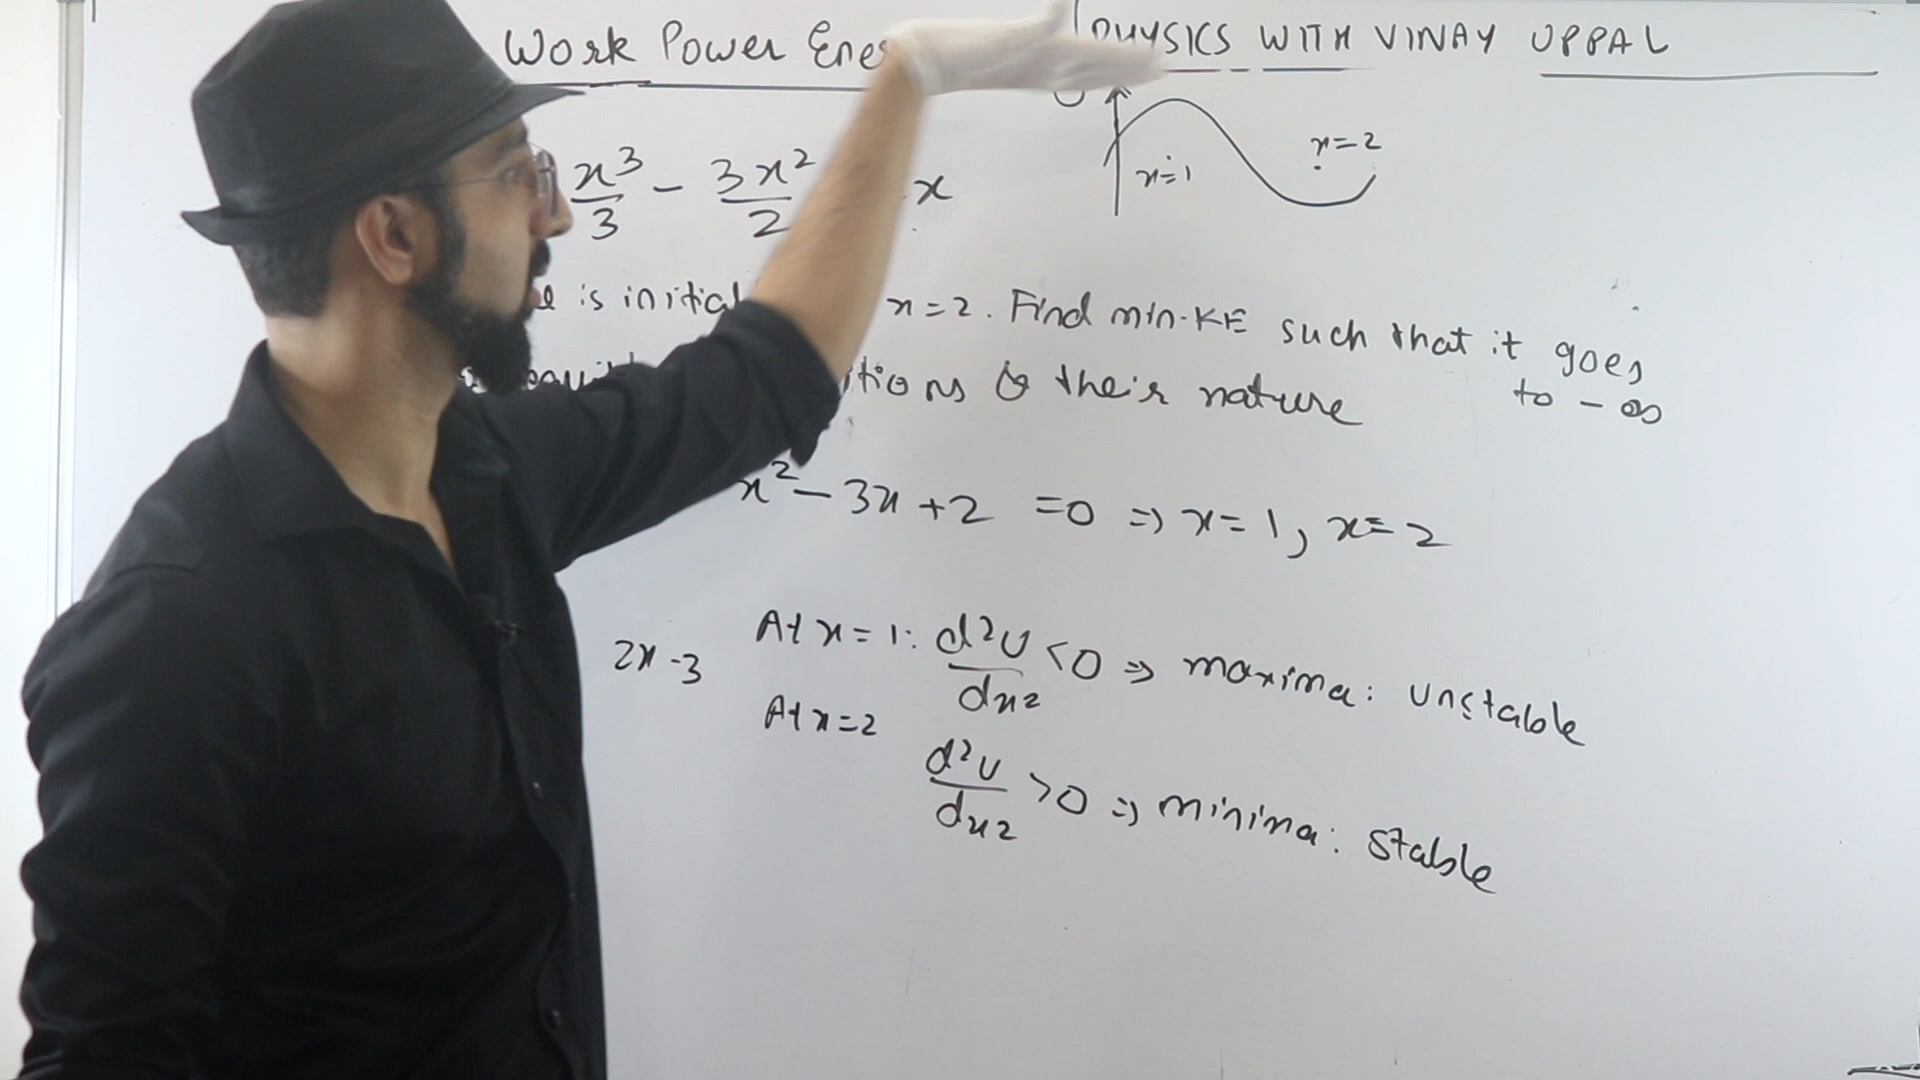 Work Power Ene
PHYSICS WITH VINAY UPPAL
U
x=1
x=2
x³/3 - 3x²/2 x
is initial x=2. Find min-KE such that it goes
to -∞
& their nature
x² - 3x + 2 = 0 ⇒ x=1, x=2
2x-3
At x=1: d²U/dx² <0 ⇒ maxima: unstable
At x=2
d²U/dx² >0 ⇒ minima: stable